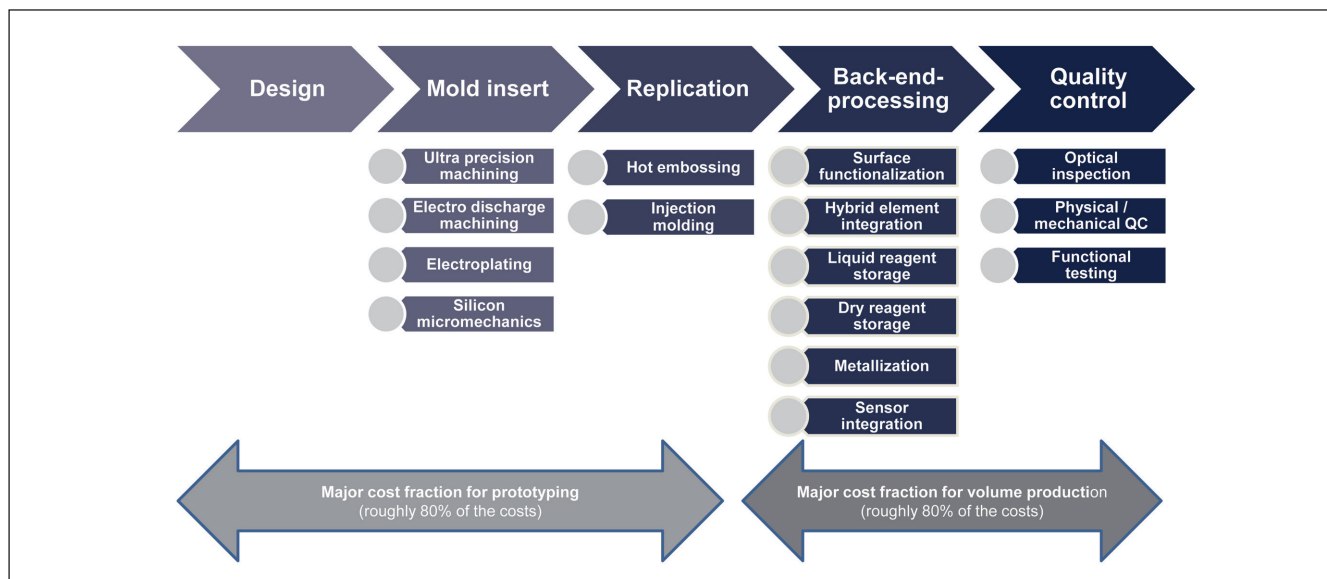 Design
Mold insert
Replication
Back-end-
processing
Quality
control
Ultra precision
machining
Electro discharge
machining
Electroplating
Silicon
micromechanics
Hot embossing
Injection
molding
Surface
functionalization
Hybrid element
integration
Liquid reagent
storage
Dry reagent
storage
Metallization
Sensor
integration
Optical
inspection
Physical /
mechanical QC
Functional
testing
Major cost fraction for prototyping
(roughly 80% of the costs)
Major cost fraction for volume production
(roughly 80% of the costs)